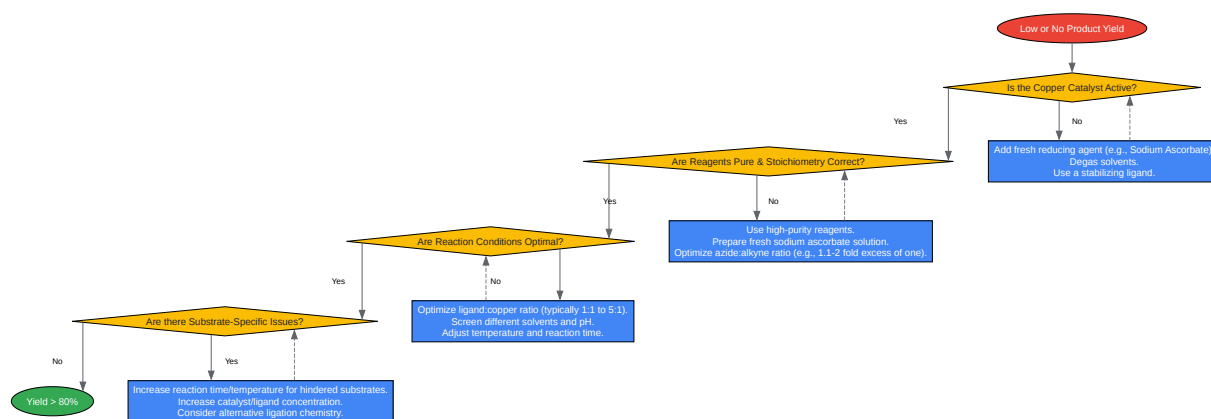 Low or No Product Yield
Is the Copper Catalyst Active?
Yes
No
Add fresh reducing agent (e.g., Sodium Ascorbate)
Degas solvents.
Use a stabilizing ligand.
Are Reagents Pure & Stoichiometry Correct?
Yes
No
Use high-purity reagents.
Prepare fresh sodium ascorbate solution.
Optimize azide:alkyne ratio (e.g., 1.1-2 fold excess of one).
Are Reaction Conditions Optimal?
Yes
No
Optimize ligand:copper ratio (typically 1:1 to 5:1).
Screen different solvents and pH.
Adjust temperature and reaction time.
Are there Substrate-Specific Issues?
No
Yes
Yield > 80%
Increase reaction time/temperature for hindered substrates.
Increase catalyst/ligand concentration.
Consider alternative ligation chemistry.